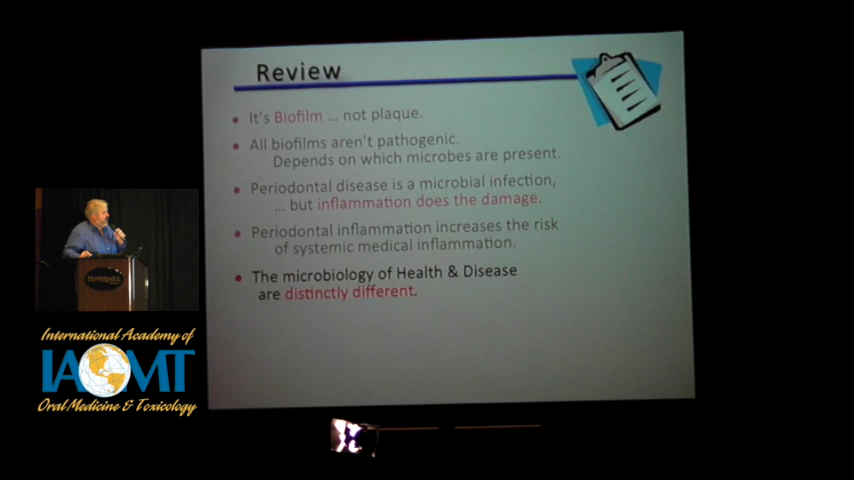 Review
• It's Biofilm ... not plaque.
• All biofilms aren't pathogenic.
Depends on which microbes are present.
• Periodontal disease is a microbial infection,
... but inflammation does the damage.
• Periodontal inflammation increases the risk
of systemic medical inflammation.
• The microbiology of Health & Disease
are distinctly different.
PEPPERMILL
International Academy of
IAOMT
Oral Medicine & Toxicology